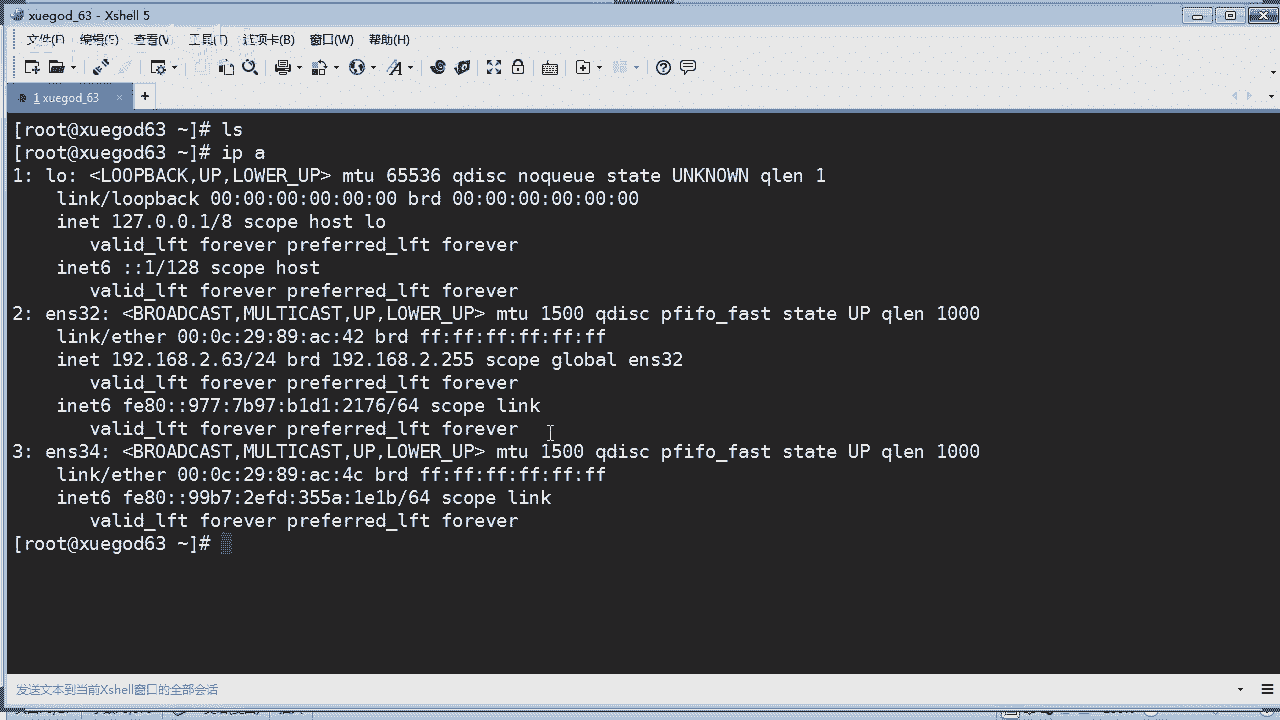 xuegod_63 - Xshell 5
文件(F) 编辑(E) 查看(V) 工具(T) 选项卡(B) 窗口(W) 帮助(H)
1 xuegod_63 × +
[root@xuegod63 ~]# ls
[root@xuegod63 ~]# ip a
1: lo: <LOOPBACK,UP,LOWER_UP> mtu 65536 qdisc noqueue state UNKNOWN qlen 1
link/loopback 00:00:00:00:00:00 brd 00:00:00:00:00:00
inet 127.0.0.1/8 scope host lo
valid_lft forever preferred_lft forever
inet6 ::1/128 scope host
valid_lft forever preferred_lft forever
2: ens32: <BROADCAST,MULTICAST,UP,LOWER_UP> mtu 1500 qdisc pfifo_fast state UP qlen 1000
link/ether 00:0c:29:89:ac:42 brd ff:ff:ff:ff:ff:ff
inet 192.168.2.63/24 brd 192.168.2.255 scope global ens32
valid_lft forever preferred_lft forever
inet6 fe80::977:7b97:b1d1:2176/64 scope link
valid_lft forever preferred_lft forever
3: ens34: <BROADCAST,MULTICAST,UP,LOWER_UP> mtu 1500 qdisc pfifo_fast state UP qlen 1000
link/ether 00:0c:29:89:ac:4c brd ff:ff:ff:ff:ff:ff
inet6 fe80::99b7:2efd:355a:1e1b/64 scope link
valid_lft forever preferred_lft forever
[root@xuegod63 ~]#
发送文本到当前Xshell窗口的全部会话